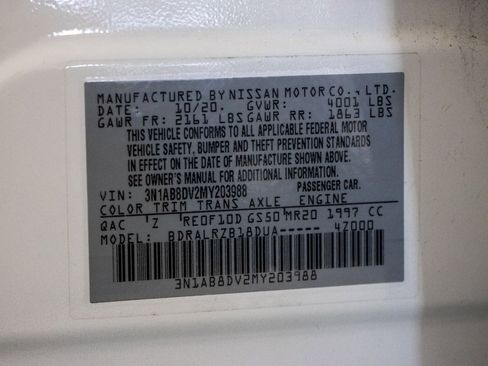 MANUFACTURED BY NISSAN MOTOR CO., LTD.
DATE: 10/20. GVWR: 4001 LBS
GAWR FR: 2161 LBS GAWR RR: 1863 LBS
THIS VEHICLE CONFORMS TO ALL APPLICABLE FEDERAL MOTOR
VEHICLE SAFETY, BUMPER AND THEFT PREVENTION STANDARDS
IN EFFECT ON THE DATE OF MANUFACTURE SHOWN ABOVE.
SEE OWNER'S MANUAL FOR ADDITIONAL INFORMATION.
VIN: 3N1AB8DV2MY203988 PASSENGER CAR.
COLOR TRIM TRANS AXLE ENGINE
QAC Z RE0F10D GS50 MR20 1997 CC
MODEL: BDRALRZB18DUA----- 4Z000
3N1AB8DV2MY203988